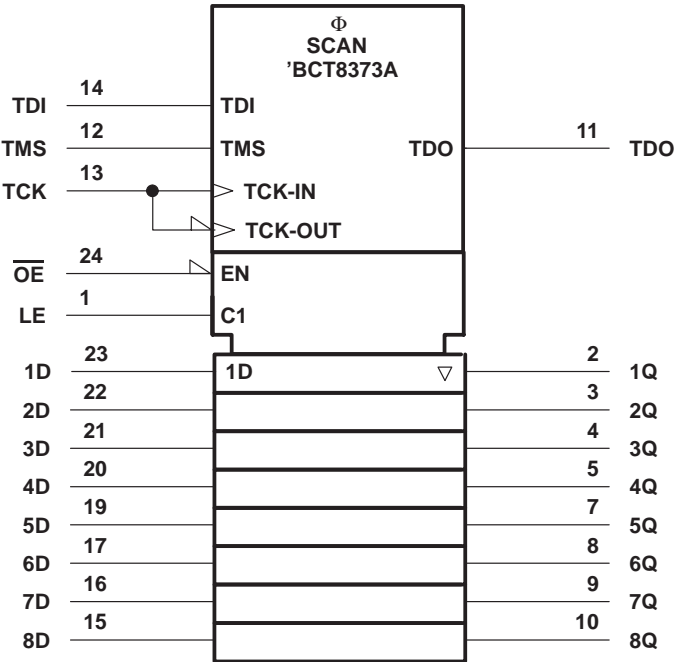 Φ
SCAN
'BCT8373A
TDI 14 TDI
TMS 12 TMS TDO 11 TDO
TCK 13 TCK-IN
TCK-OUT
OE 24 EN
LE 1 C1
1D 23 1D 2 1Q
2D 22 3 2Q
3D 21 4 3Q
4D 20 5 4Q
5D 19 7 5Q
6D 17 8 6Q
7D 16 9 7Q
8D 15 10 8Q